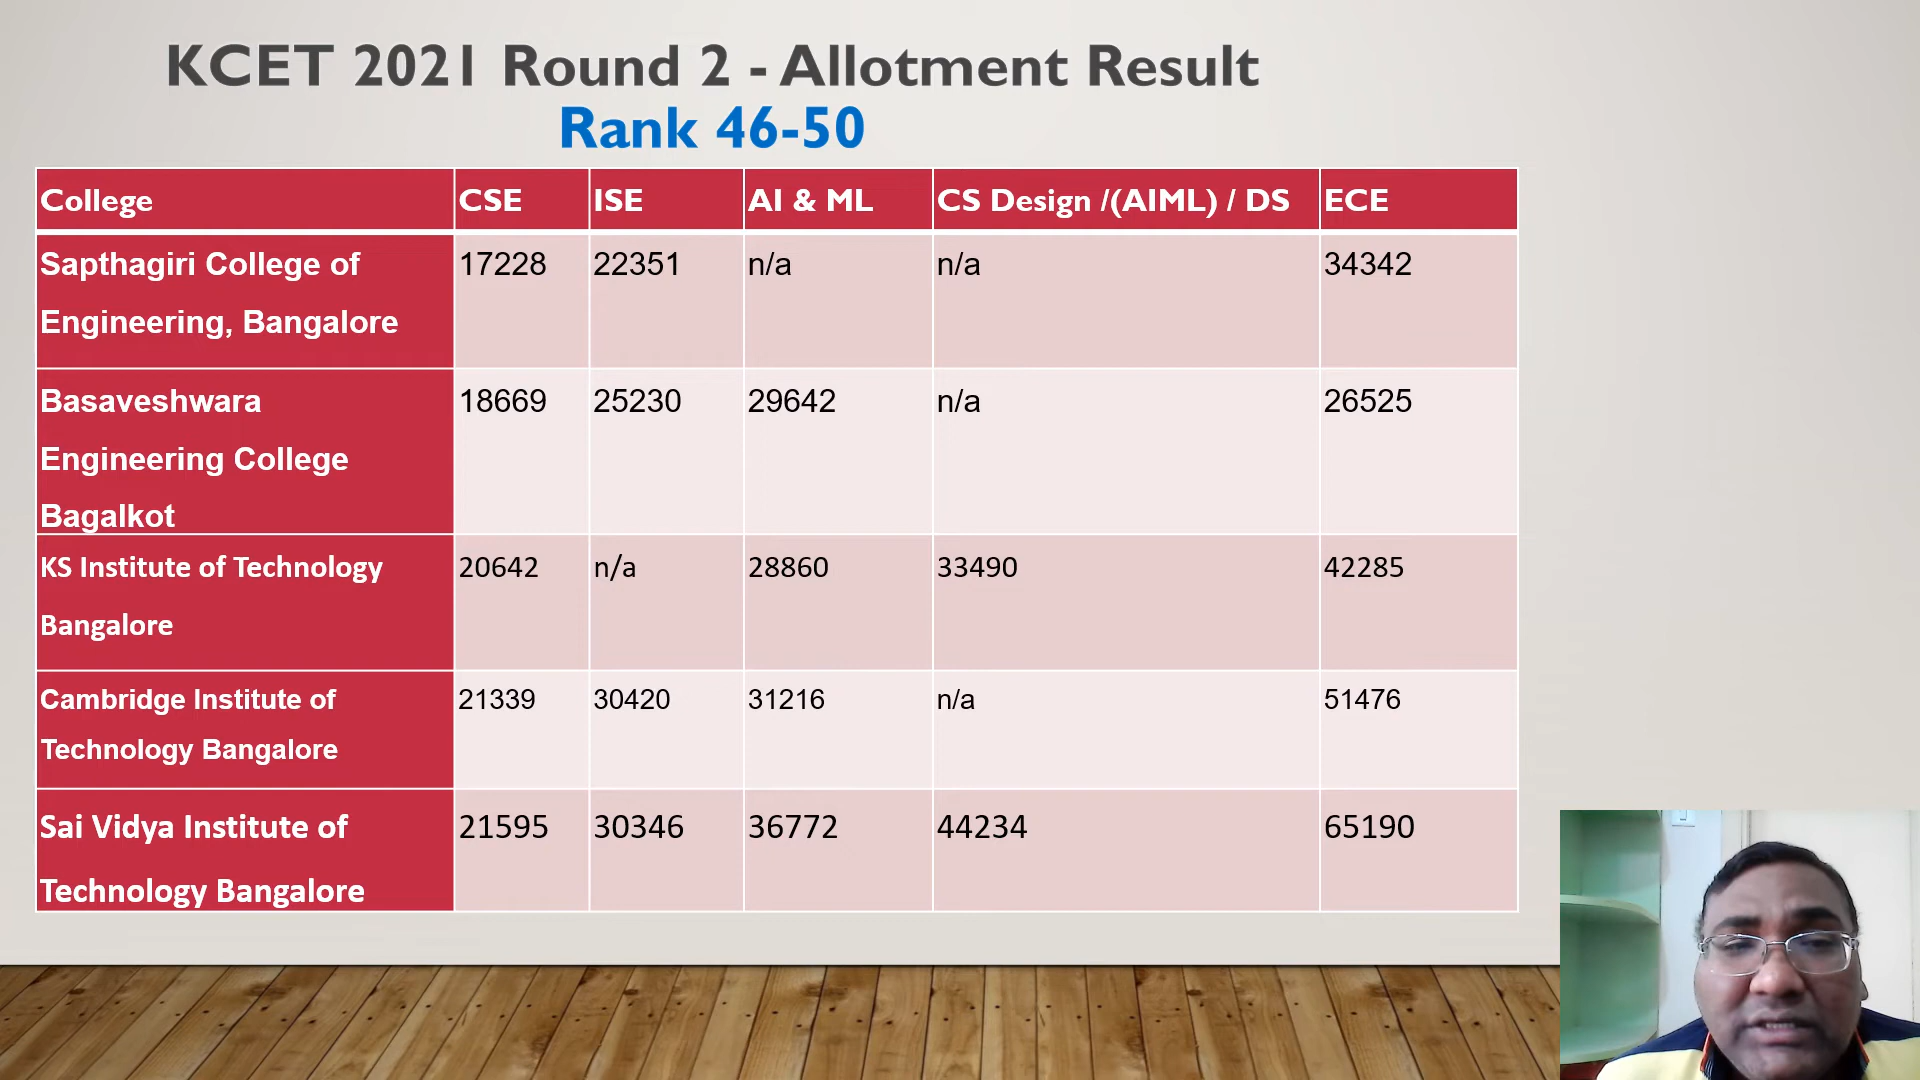 KCET 2021 Round 2 - Allotment Result
Rank 46-50
College CSE ISE AI & ML CS Design /(AIML) / DS ECE
Sapthagiri College of 17228 22351 n/a n/a 34342
Engineering, Bangalore
Basaveshwara 18669 25230 29642 n/a 26525
Engineering College
Bagalkot
KS Institute of Technology 20642 n/a 28860 33490 42285
Bangalore
Cambridge Institute of 21339 30420 31216 n/a 51476
Technology Bangalore
Sai Vidya Institute of 21595 30346 36772 44234 65190
Technology Bangalore